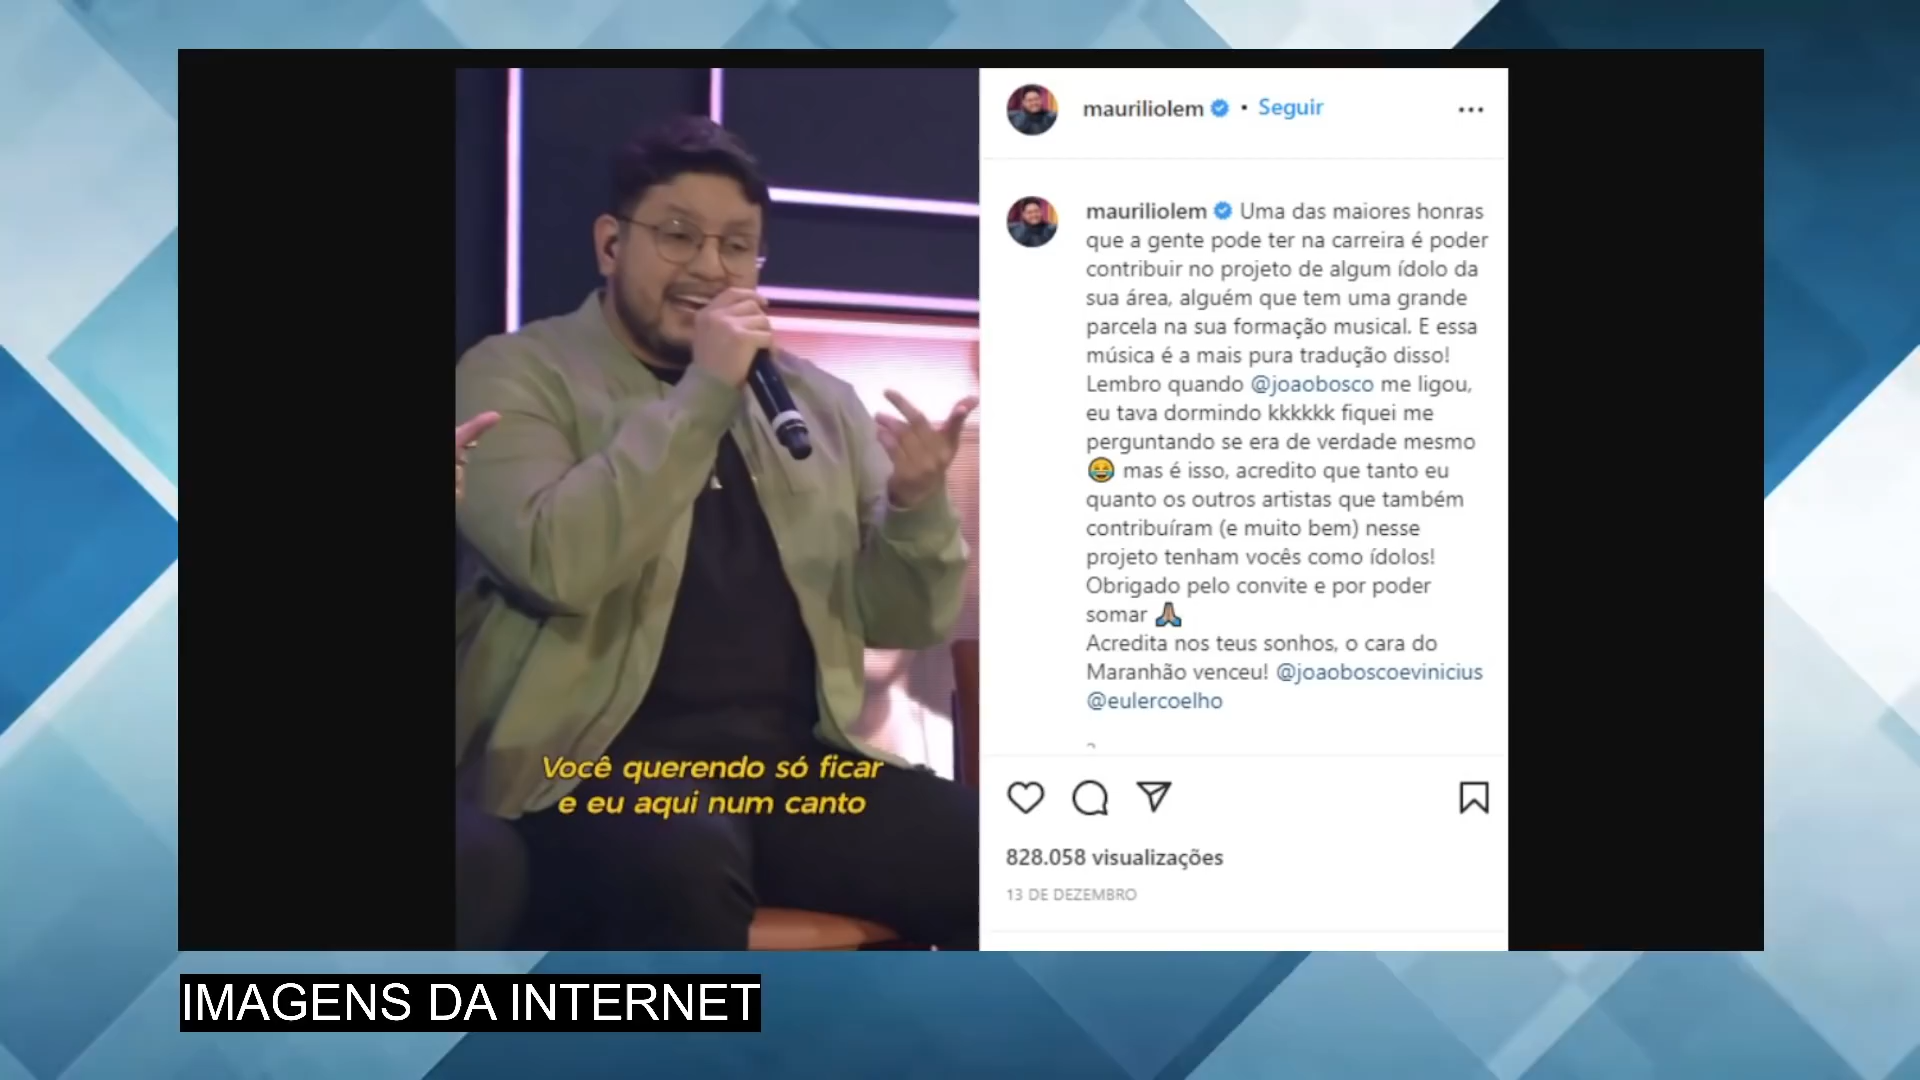 mauriliolem • Seguir
mauriliolem Uma das maiores honras
que a gente pode ter na carreira é poder
contribuir no projeto de algum ídolo da
sua área, alguém que tem uma grande
parcela na sua formação musical. E essa
música é a mais pura tradução disso!
Lembro quando @joaobosco me ligou,
eu tava dormindo kkkkkk fiquei me
perguntando se era de verdade mesmo
😂 mas é isso, acredito que tanto eu
quanto os outros artistas que também
contribuíram (e muito bem) nesse
projeto tenham vocês como ídolos!
Obrigado pelo convite e por poder
somar 🙏🏽
Acredita nos teus sonhos, o cara do
Maranhão venceu! @joaoboscoevinicius
@eulercoelho
828.058 visualizações
13 DE DEZEMBRO
Você querendo só ficar
e eu aqui num canto
IMAGENS DA INTERNET